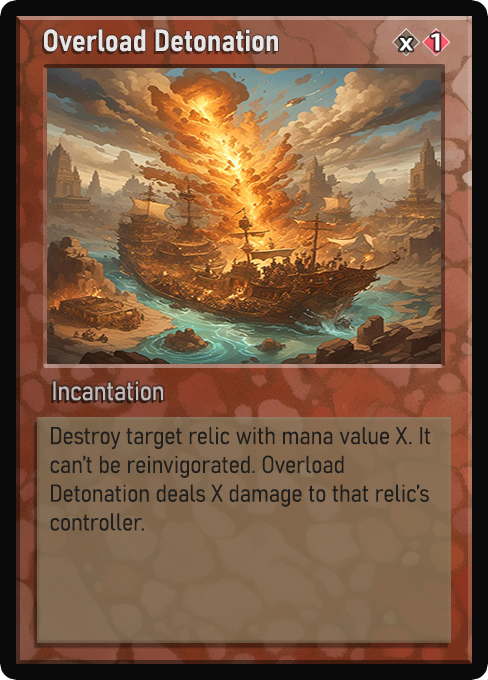 Overload Detonation X 1
Incantation
Destroy target relic with mana value X. It
can't be reinvigorated. Overload
Detonation deals X damage to that relic's
controller.